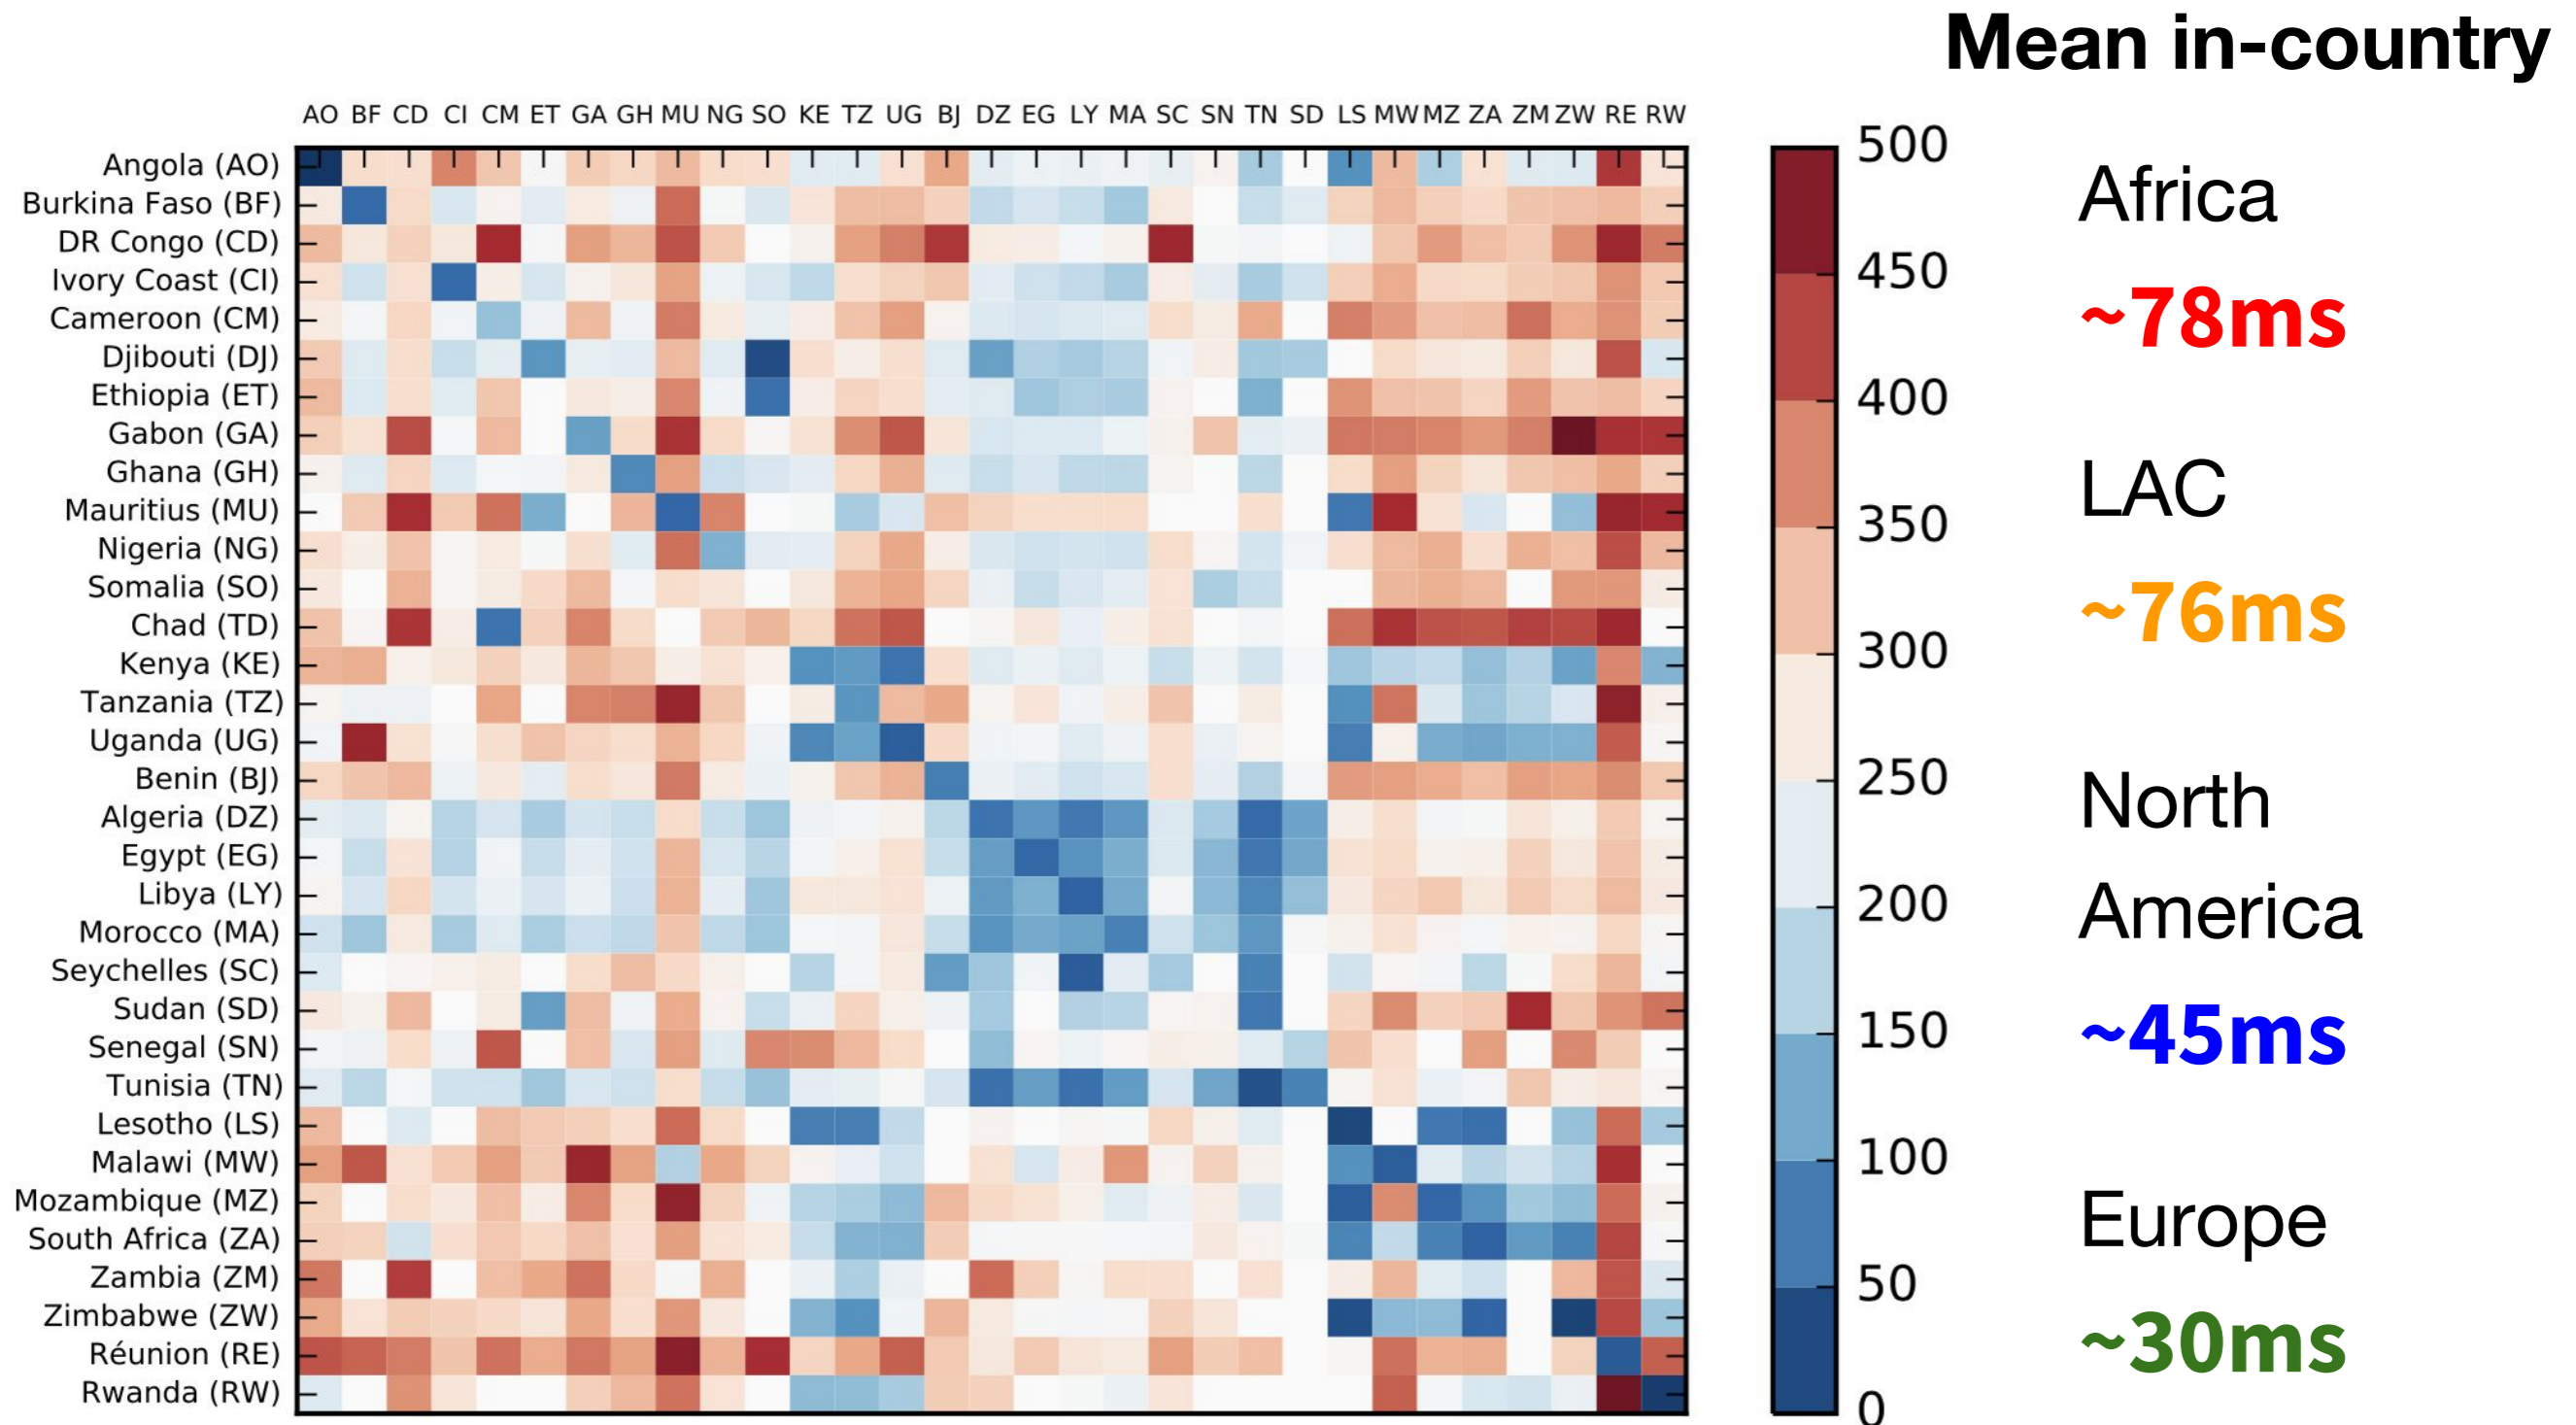 Mean in-country
AO BF CD CI CM ET GA GH MU NG SO KE TZ UG BJ DZ EG LY MA SC SN TN SD LS MW MZ ZA ZM ZW RE RW
Angola (AO)
Burkina Faso (BF)
DR Congo (CD)
Ivory Coast (CI)
Cameroon (CM)
Djibouti (DJ)
Ethiopia (ET)
Gabon (GA)
Ghana (GH)
Mauritius (MU)
Nigeria (NG)
Somalia (SO)
Chad (TD)
Kenya (KE)
Tanzania (TZ)
Uganda (UG)
Benin (BJ)
Algeria (DZ)
Egypt (EG)
Libya (LY)
Morocco (MA)
Seychelles (SC)
Sudan (SD)
Senegal (SN)
Tunisia (TN)
Lesotho (LS)
Malawi (MW)
Mozambique (MZ)
South Africa (ZA)
Zambia (ZM)
Zimbabwe (ZW)
Réunion (RE)
Rwanda (RW)
500
450
400
350
300
250
200
150
100
50
0
Africa
~78ms
LAC
~76ms
North
America
~45ms
Europe
~30ms